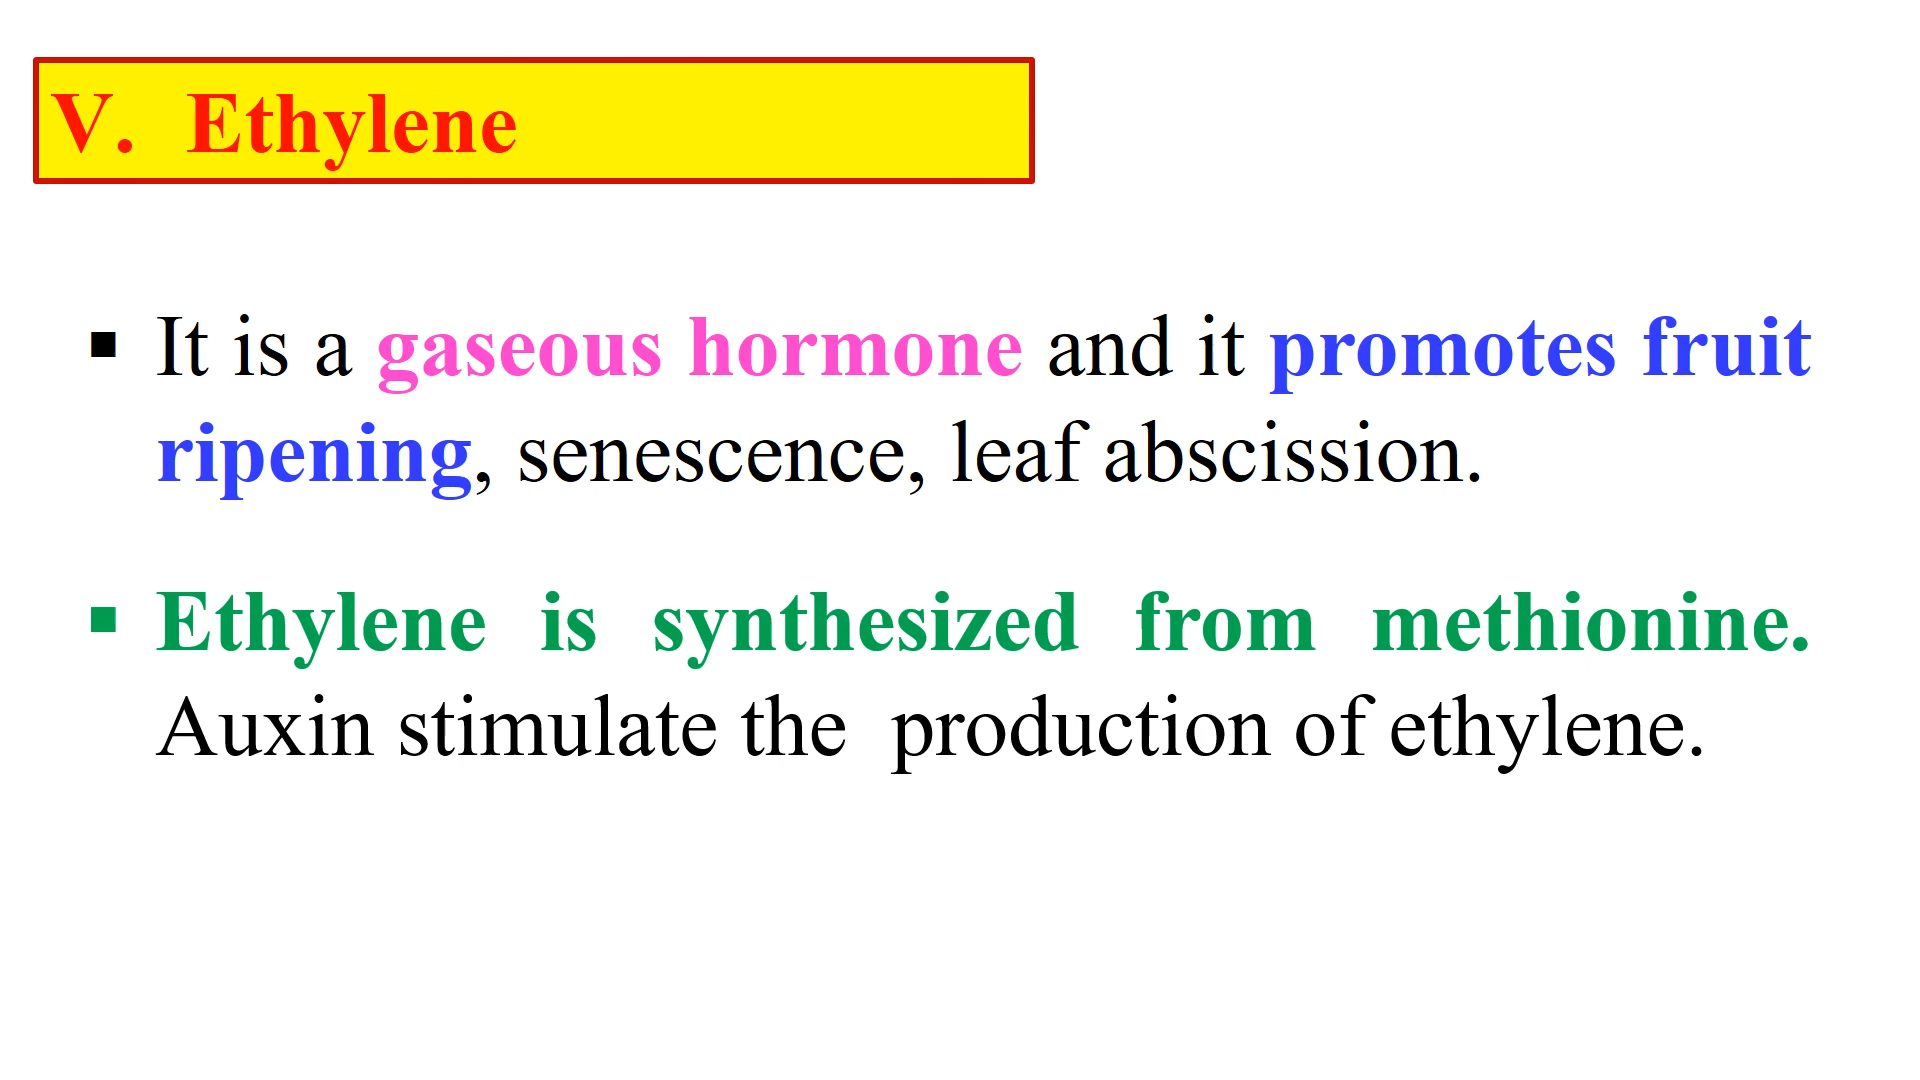 V. Ethylene
▪ It is a gaseous hormone and it promotes fruit
ripening, senescence, leaf abscission.
▪ Ethylene is synthesized from methionine.
Auxin stimulate the production of ethylene.